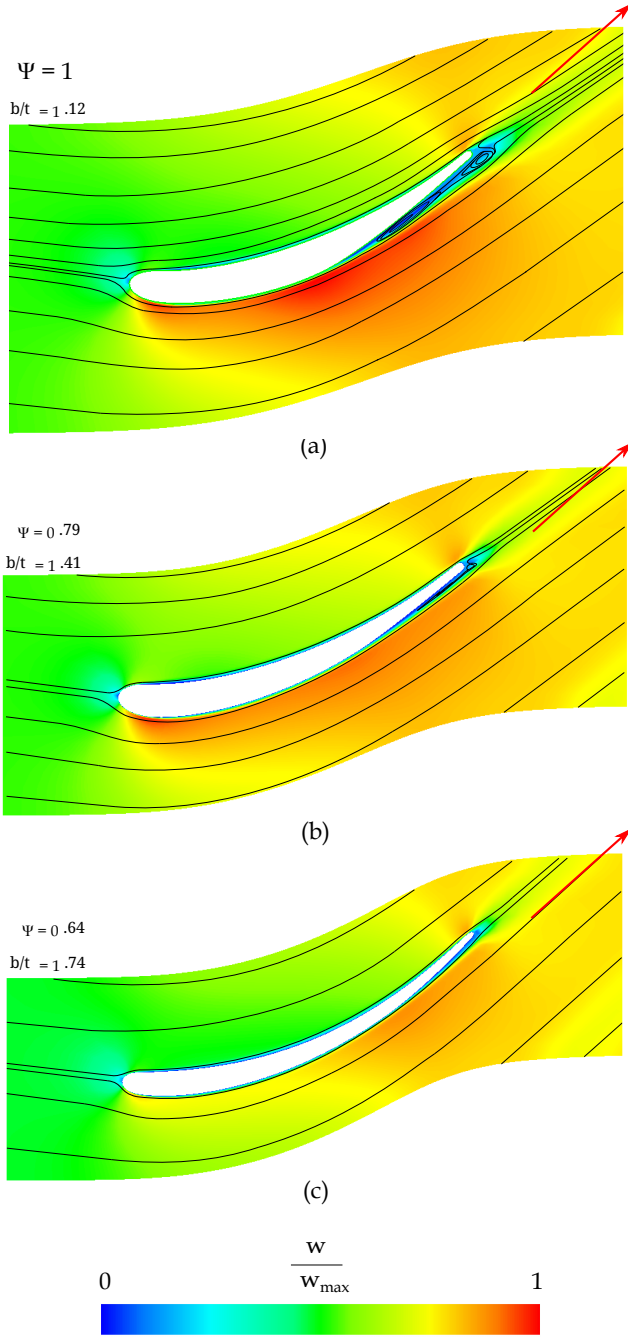 Ψ = 1
b/t = 1 .12
(a)
Ψ = 0 .79
b/t = 1 .41
(b)
Ψ = 0 .64
b/t = 1 .74
(c)
w
0 w_max 1